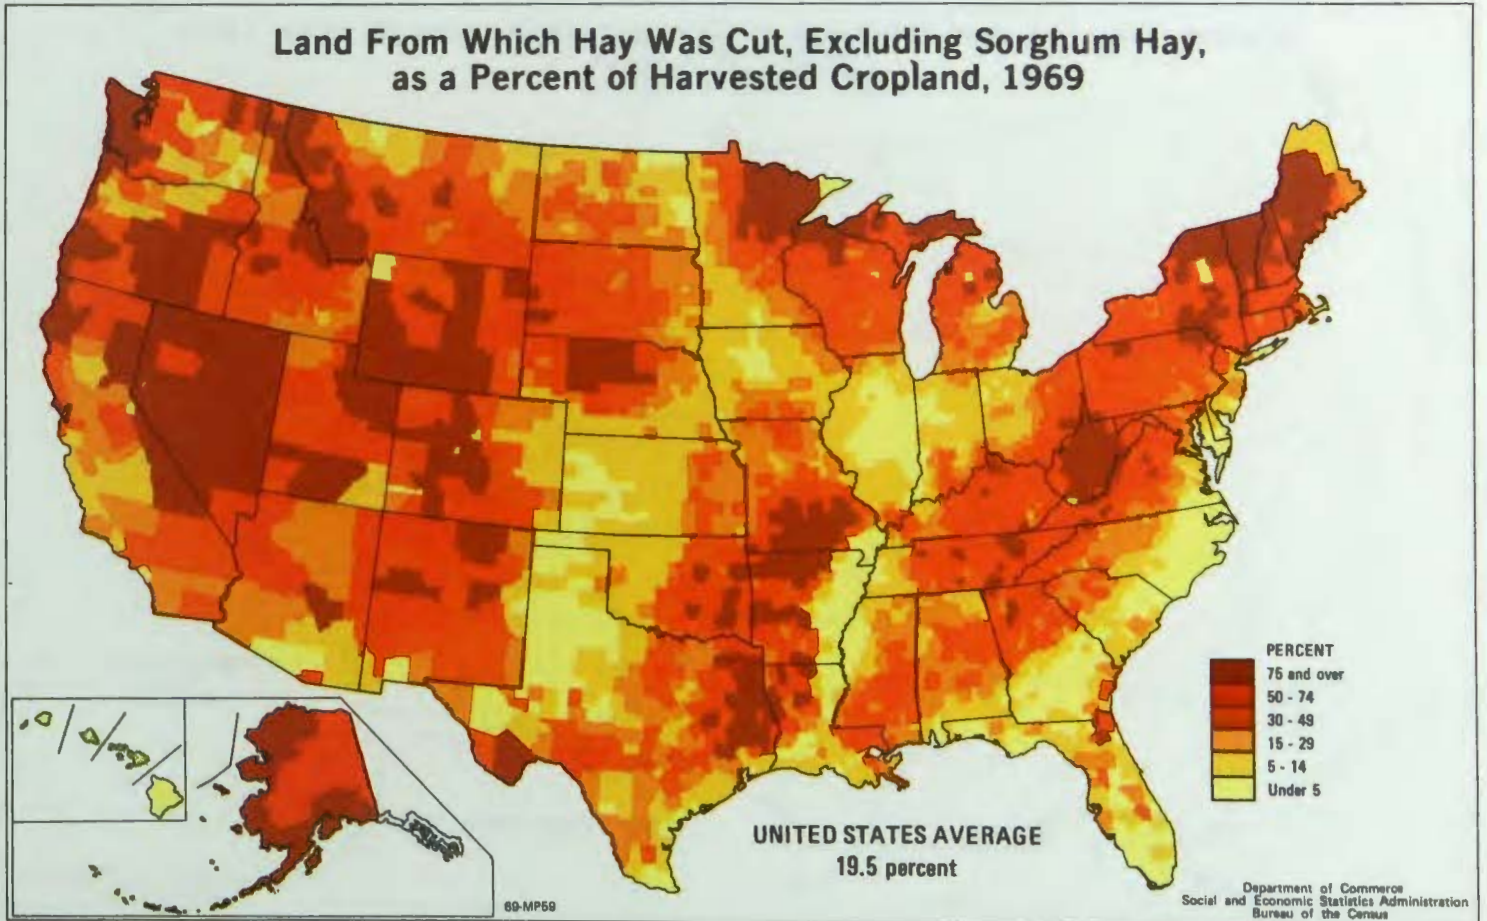 Land From Which Hay Was Cut, Excluding Sorghum Hay,
as a Percent of Harvested Cropland, 1969
PERCENT
75 and over
50 - 74
30 - 49
15 - 29
5 - 14
Under 5
UNITED STATES AVERAGE
19.5 percent
69-MP59
Department of Commerce
Social and Economic Statistics Administration
Bureau of the Census